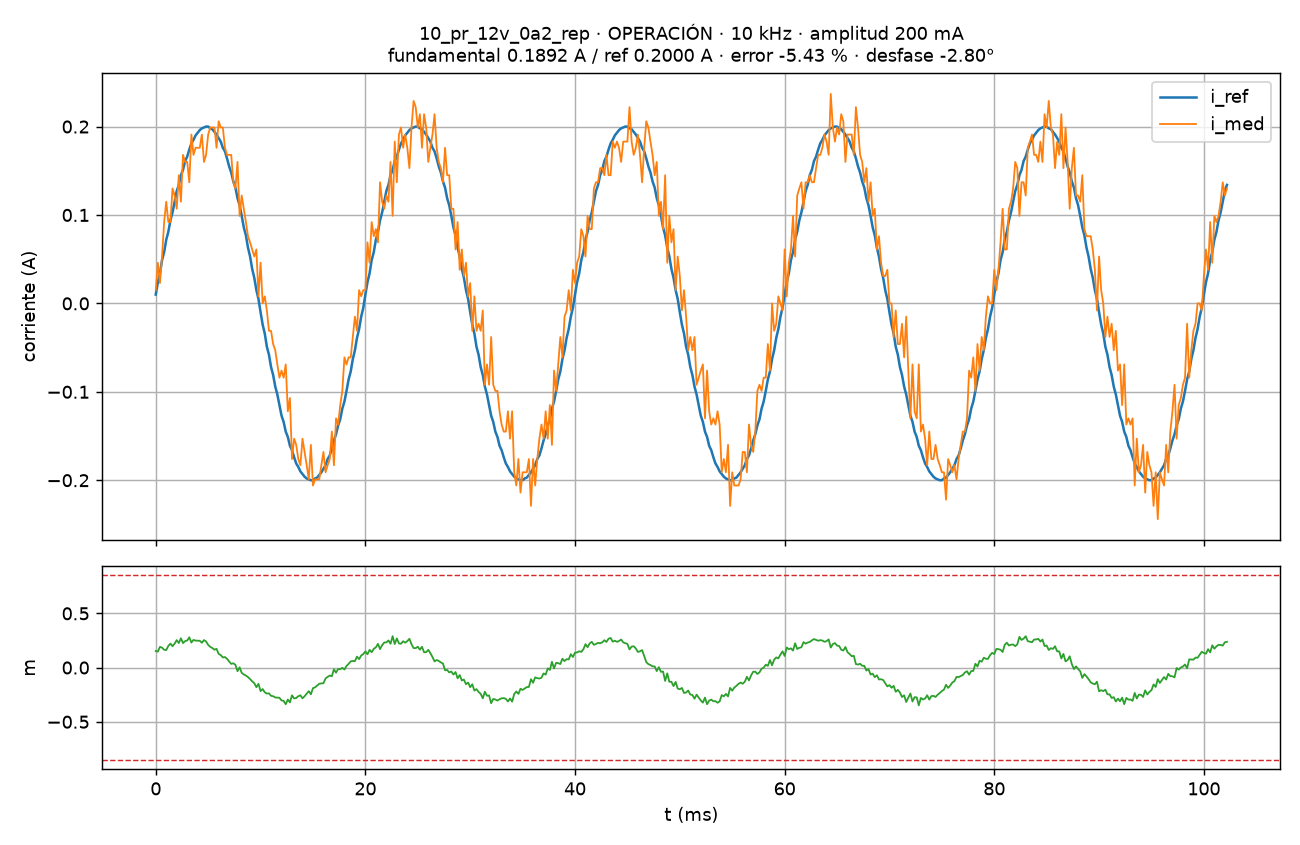 10_pr_12v_0a2_rep · OPERACIÓN · 10 kHz · amplitud 200 mA
fundamental 0.1892 A / ref 0.2000 A · error -5.43 % · desfase -2.80°
i_ref
i_med
0.2
0.1
0.0
−0.1
−0.2
corriente (A)
0.5
0.0
−0.5
m
0 20 40 60 80 100
t (ms)